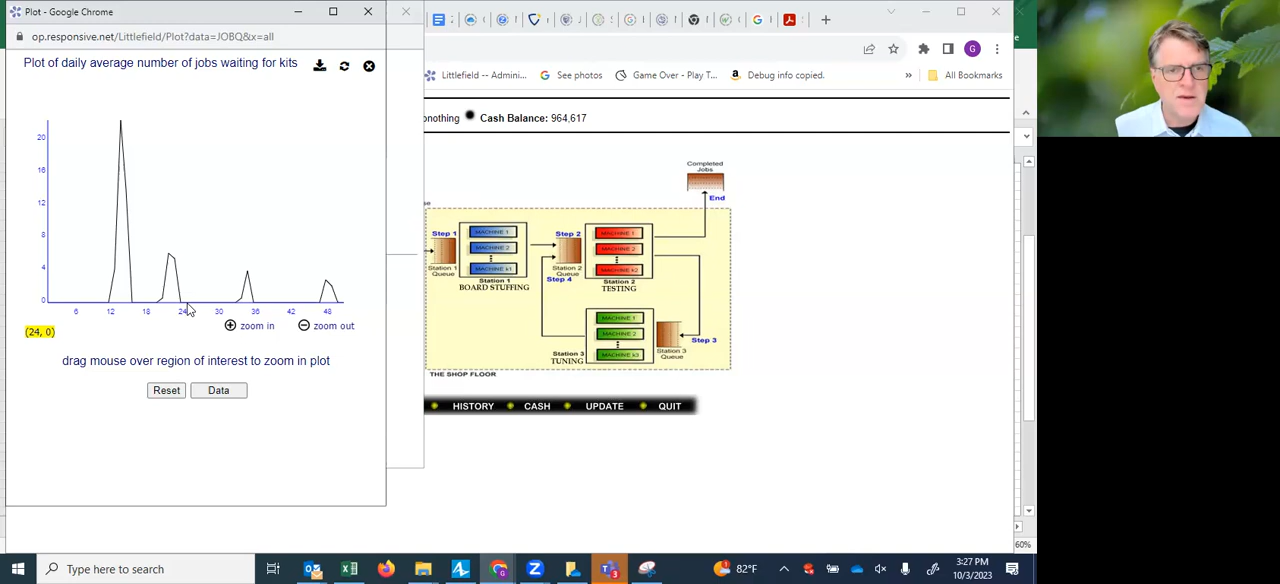 Plot - Google Chrome
op.responsive.net/Littlefield/Plot?data=JOBQ&x=all
Plot of daily average number of jobs waiting for kits
20
16
12
8
4
0
6 12 18 24 30 36 42 48
(24, 0)
zoom in
zoom out
drag mouse over region of interest to zoom in plot
Reset
Data
Littlefield -- Admini...
See photos
Game Over - Play T...
Debug info copied.
»
All Bookmarks
G
onothing
Cash Balance: 964,617
Completed
Jobs
End
Step 1
MACHINE 1
MACHINE 2
MACHINE k1
Station 1
Queue
Station 1
BOARD STUFFING
Step 2
MACHINE 1
MACHINE 2
MACHINE k2
Station 2
Queue
Step 4
Station 2
TESTING
MACHINE 1
MACHINE 2
MACHINE k3
Station 3
TUNING
Station 3
Queue
Step 3
THE SHOP FLOOR
HISTORY
CASH
UPDATE
QUIT
60%
Type here to search
82°F
3:27 PM
10/3/2023